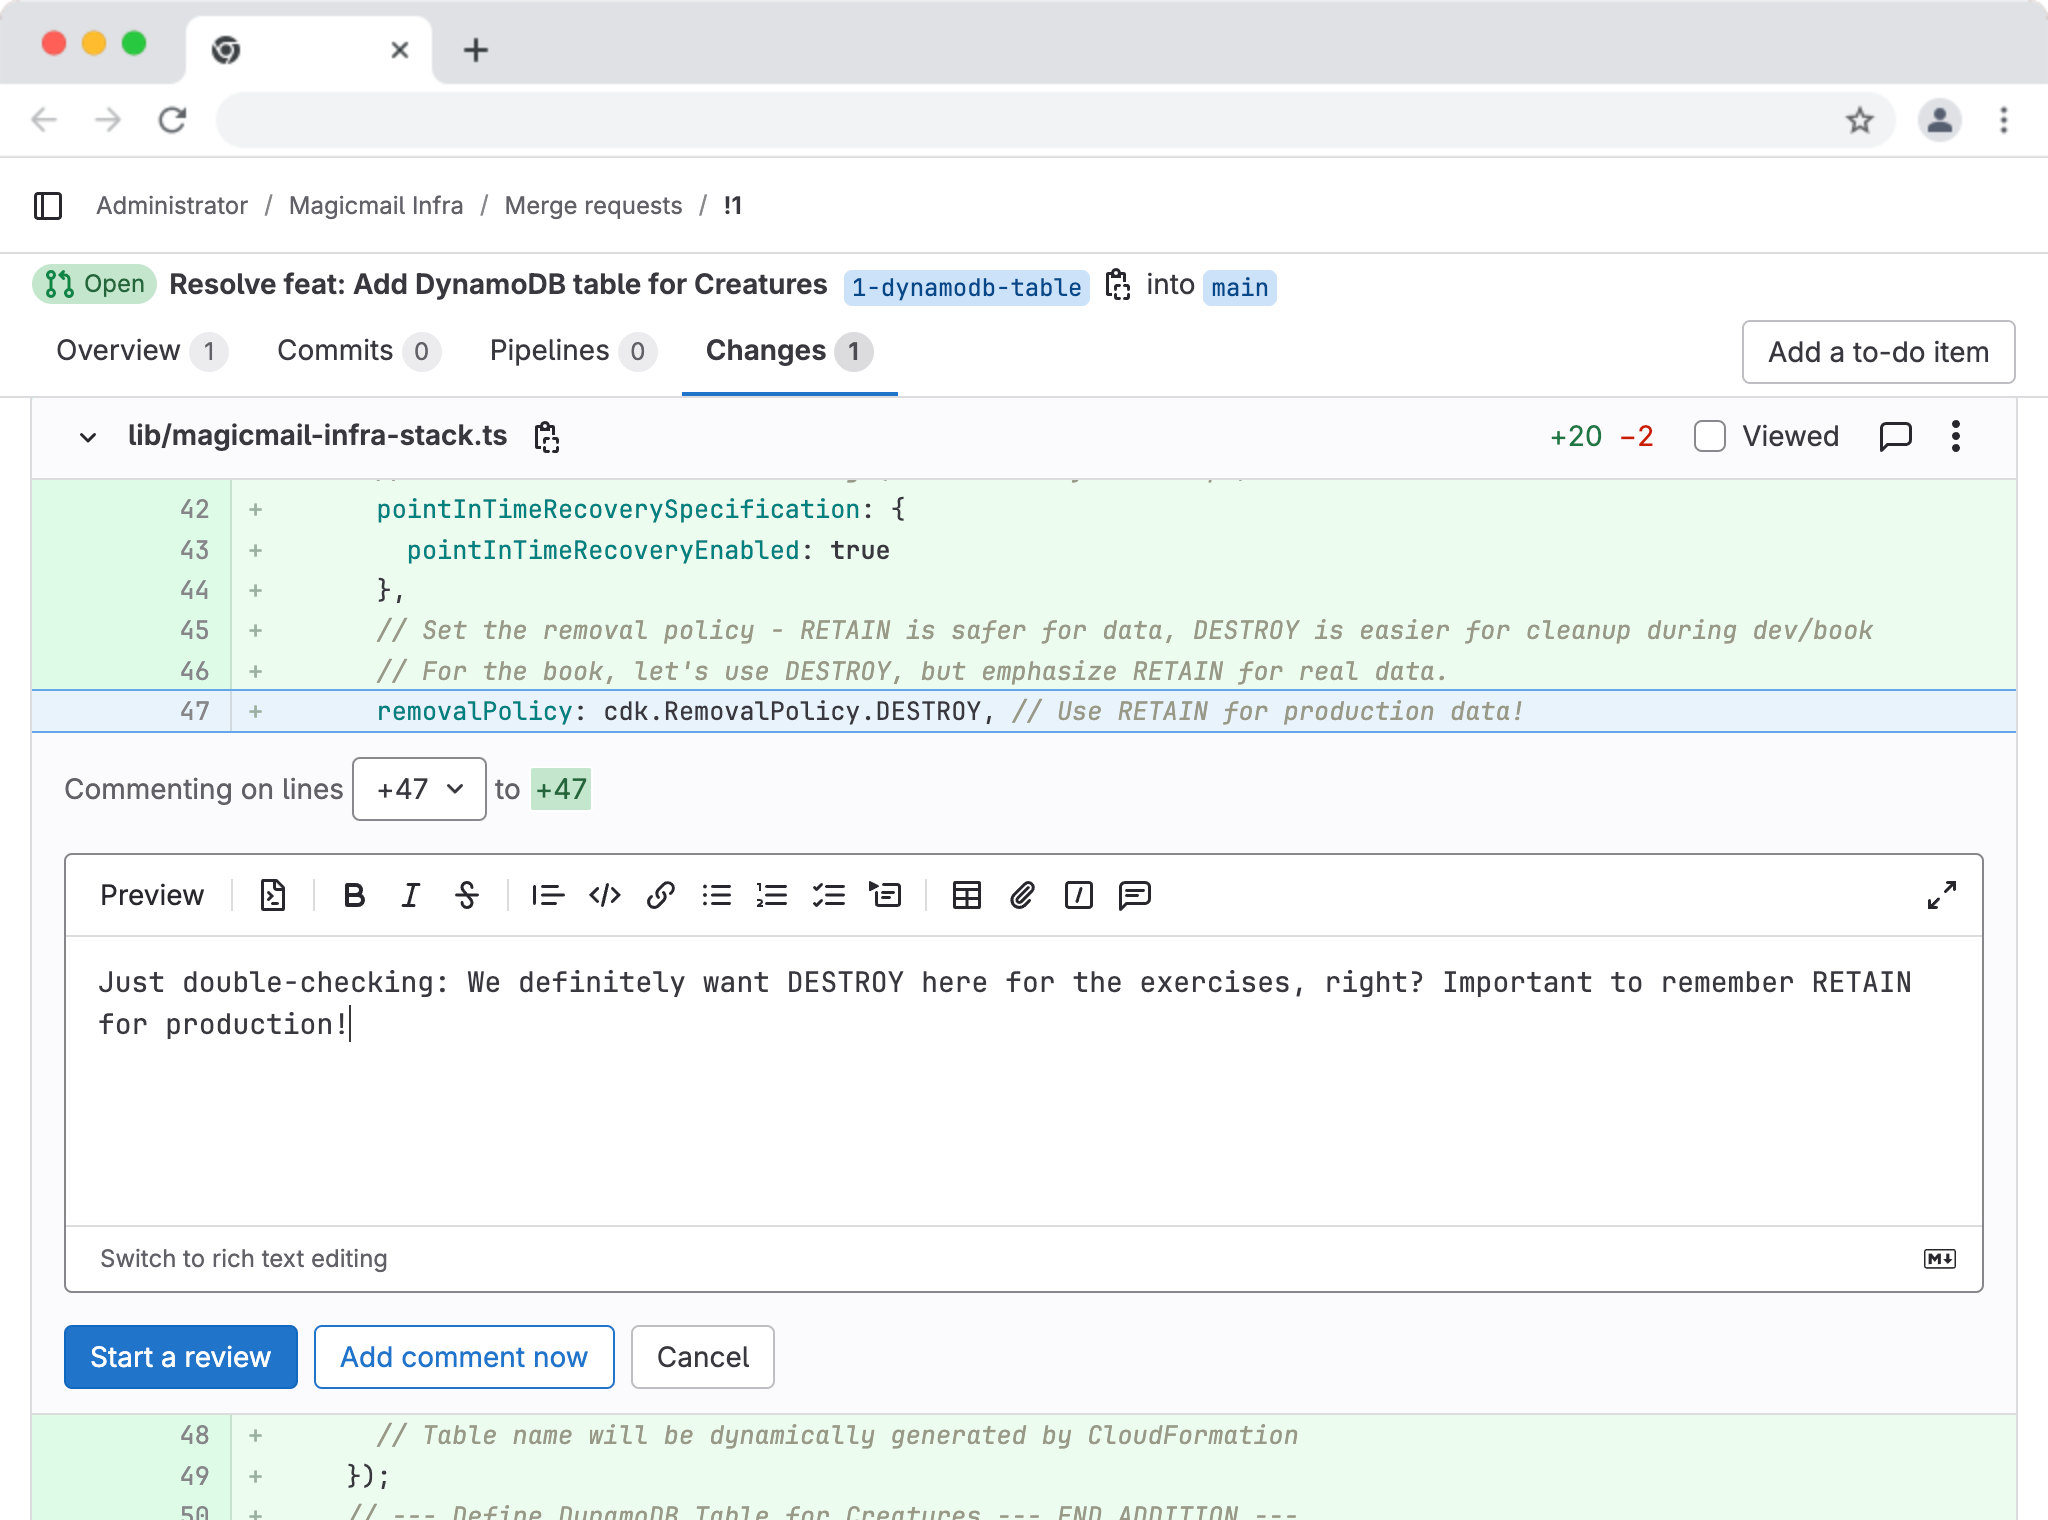 Administrator / Magicmail Infra / Merge requests / !1
Open Resolve feat: Add DynamoDB table for Creatures 1-dynamodb-table into main
Overview 1 Commits 0 Pipelines 0 Changes 1 Add a to-do item
lib/magicmail-infra-stack.ts +20 −2 Viewed
42 + pointInTimeRecoverySpecification: {
43 + pointInTimeRecoveryEnabled: true
44 + },
45 + // Set the removal policy - RETAIN is safer for data, DESTROY is easier for cleanup during dev/book
46 + // For the book, let's use DESTROY, but emphasize RETAIN for real data.
47 + removalPolicy: cdk.RemovalPolicy.DESTROY, // Use RETAIN for production data!
Commenting on lines +47 to +47
Preview
Just double-checking: We definitely want DESTROY here for the exercises, right? Important to remember RETAIN
for production!
Switch to rich text editing
Start a review Add comment now Cancel
48 + // Table name will be dynamically generated by CloudFormation
49 + });
50 + // --- Define DynamoDB Table for Creatures --- END ADDITION ---